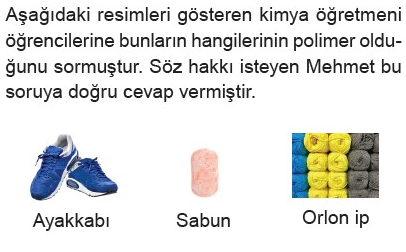 Aşağıdaki resimleri gösteren kimya öğretmeni
öğrencilerine bunların hangilerinin polimer oldu-
ğunu sormuştur. Söz hakkı isteyen Mehmet bu
soruya doğru cevap vermiştir.
Ayakkabı
Sabun
Orlon ip